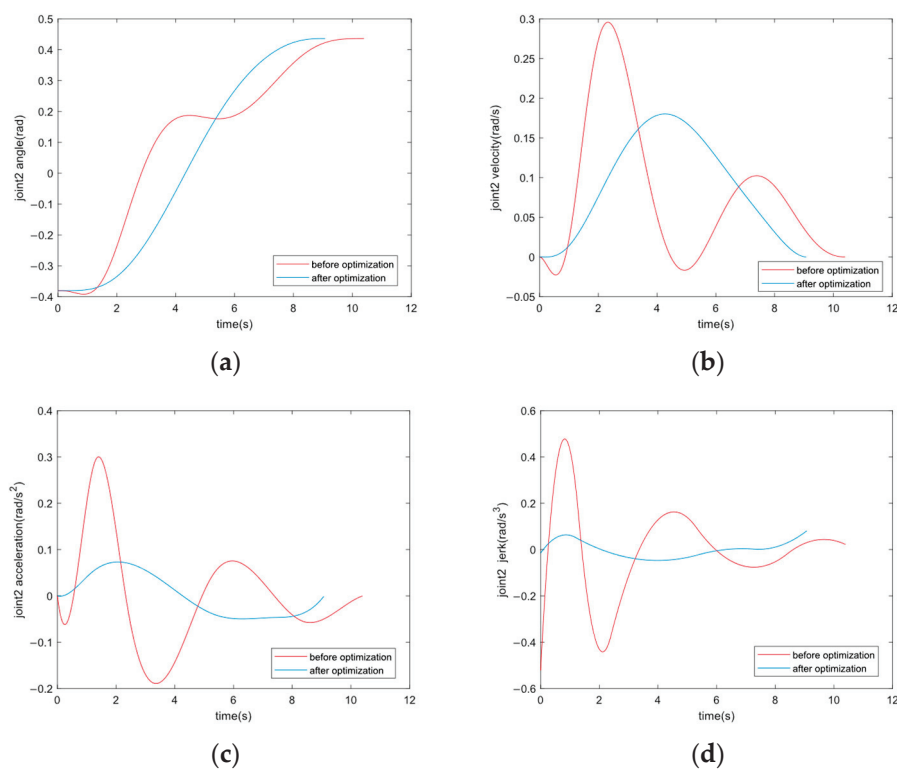 0.5
0.4
0.3
0.2
0.1
0
−0.1
−0.2
−0.3
−0.4
joint2 angle(rad)
before optimization
after optimization
0 2 4 6 8 10 12
time(s)
(a)
0.3
0.25
0.2
0.15
0.1
0.05
0
−0.05
joint2 velocity(rad/s)
before optimization
after optimization
0 2 4 6 8 10 12
time(s)
(b)
0.4
0.3
0.2
0.1
0
−0.1
−0.2
joint2 acceleration(rad/s²)
before optimization
after optimization
0 2 4 6 8 10 12
time(s)
(c)
0.6
0.4
0.2
0
−0.2
−0.4
−0.6
joint2 jerk(rad/s³)
before optimization
after optimization
0 2 4 6 8 10 12
time(s)
(d)